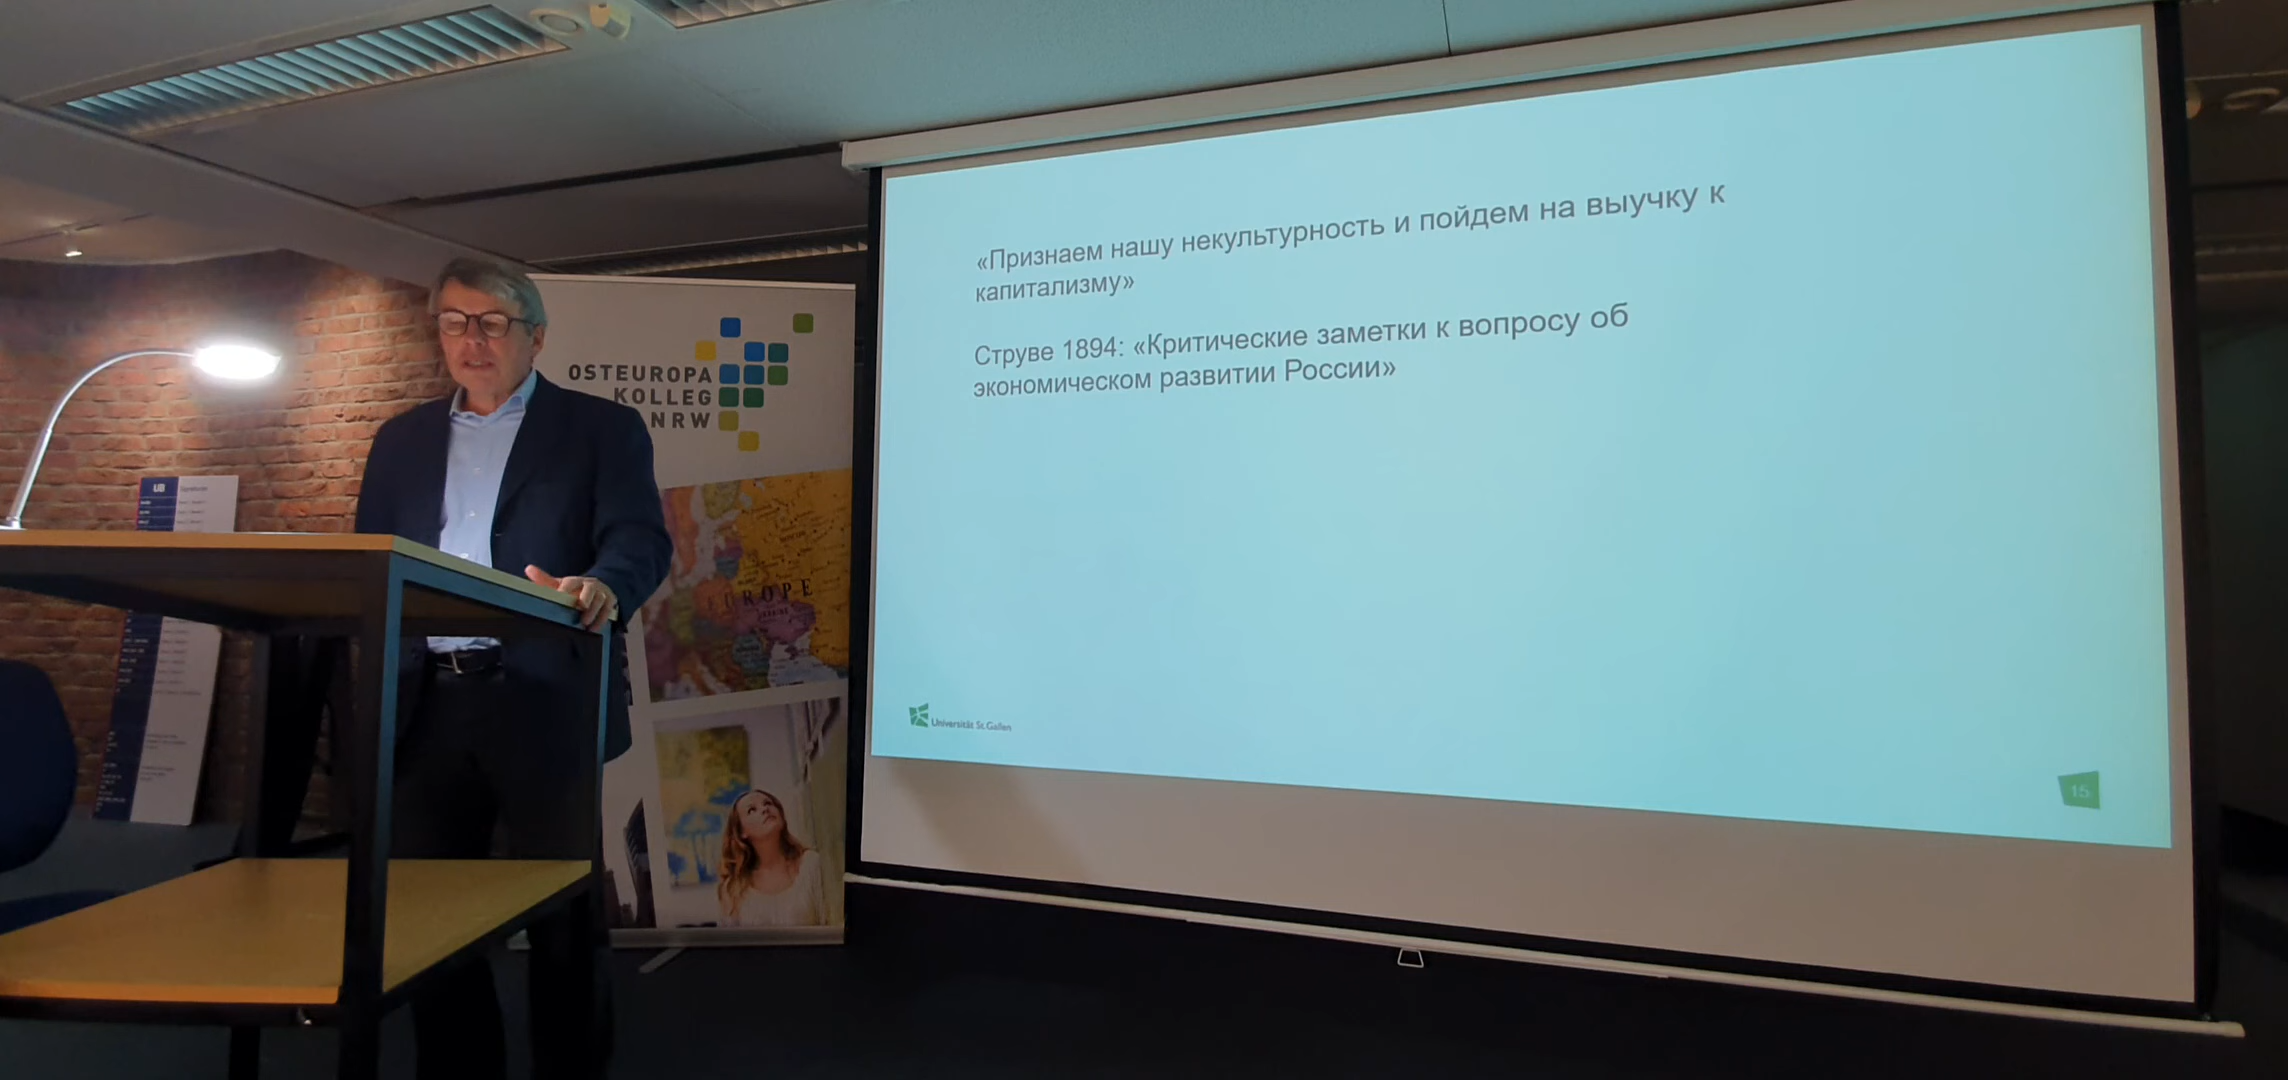 «Признаем нашу некультурность и пойдем на выучку к
капитализму»
Струве 1894: «Критические заметки к вопросу об
экономическом развитии России»
Universität St.Gallen
15
OSTEUROPA
KOLLEG
NRW
EUROPE
UB